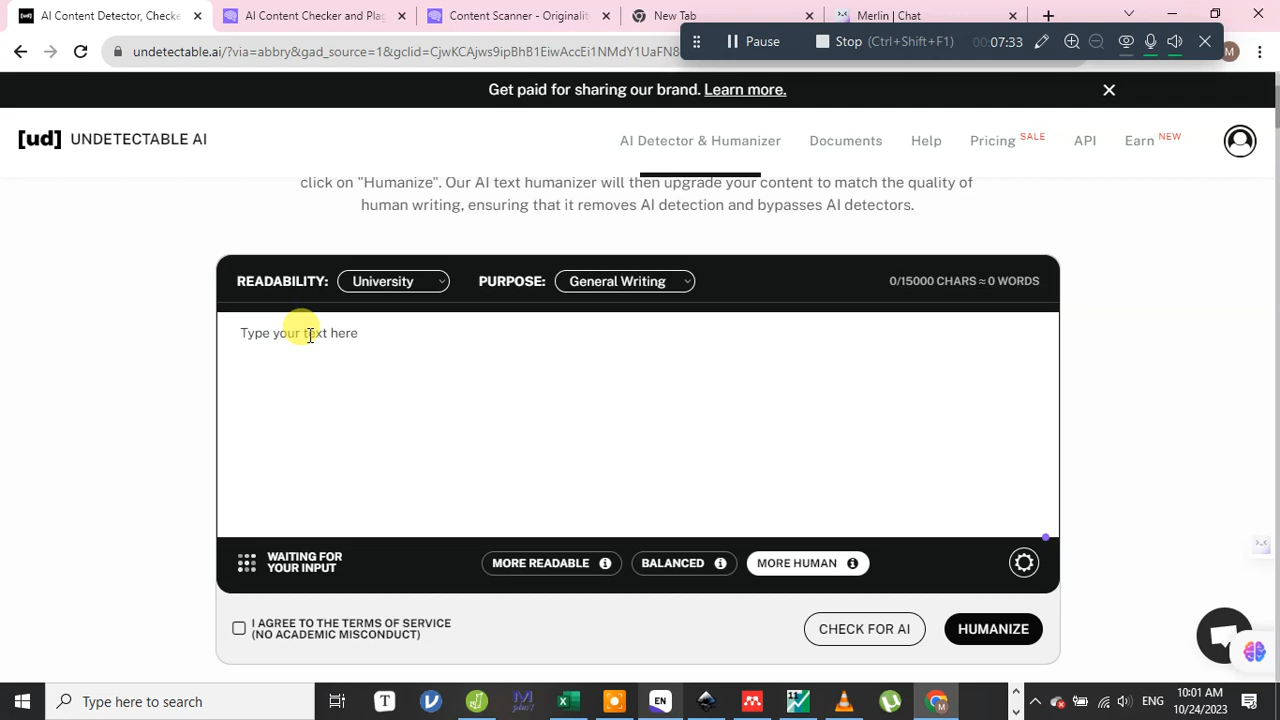 AI Content Detector, Checke
AI Content Checker and Plag
Content Scanner - Originality
New Tab
Merlin | Chat
undetectable.ai/?via=abbry&gad_source=1&gclid=CjwKCAjws9ipBhB1EiwAccEi1NMdY1UaFN8
Pause
Stop (Ctrl+Shift+F1)
00:07:33
M
Get paid for sharing our brand. Learn more.
[ud] UNDETECTABLE AI
AI Detector & Humanizer
Documents
Help
Pricing SALE
API
Earn NEW
click on "Humanize". Our AI text humanizer will then upgrade your content to match the quality of
human writing, ensuring that it removes AI detection and bypasses AI detectors.
READABILITY: University PURPOSE: General Writing 0/15000 CHARS ≈ 0 WORDS
Type your text here
WAITING FOR
YOUR INPUT
MORE READABLE
BALANCED
MORE HUMAN
I AGREE TO THE TERMS OF SERVICE
(NO ACADEMIC MISCONDUCT)
CHECK FOR AI
HUMANIZE
Type here to search
EN
ENG
10:01 AM
10/24/2023